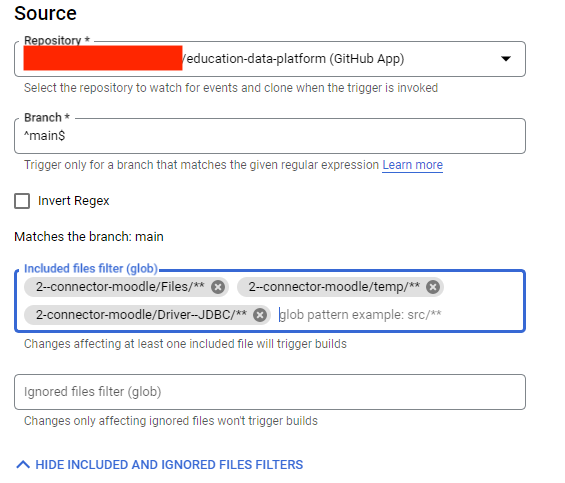 Source
Repository *
/education-data-platform (GitHub App)
Select the repository to watch for events and clone when the trigger is invoked
Branch *
^main$
Trigger only for a branch that matches the given regular expression Learn more
Invert Regex
Matches the branch: main
Included files filter (glob)
2--connector-moodle/Files/** 2--connector-moodle/temp/**
2-connector-moodle/Driver--JDBC/** glob pattern example: src/**
Changes affecting at least one included file will trigger builds
Ignored files filter (glob)
Changes only affecting ignored files won't trigger builds
HIDE INCLUDED AND IGNORED FILES FILTERS